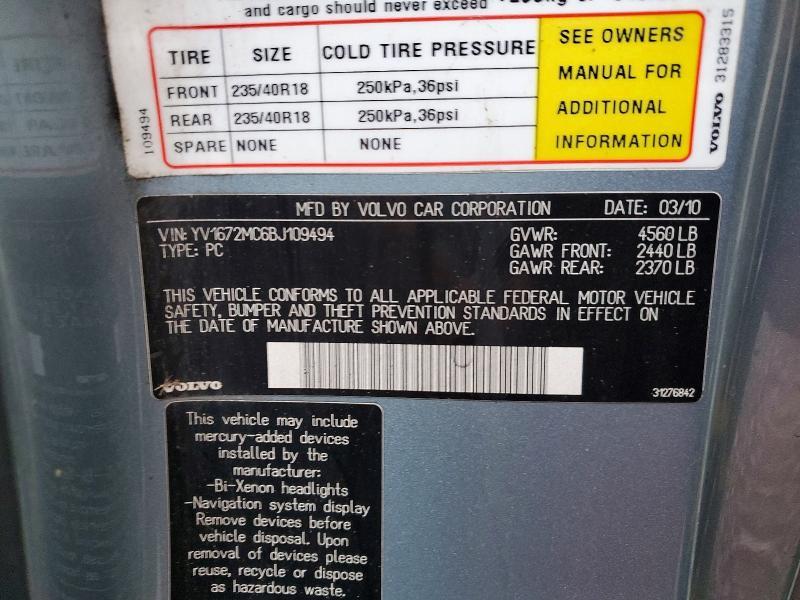 and cargo should never exceed
TIRE SIZE COLD TIRE PRESSURE
FRONT 235/40R18 250kPa,36psi
REAR 235/40R18 250kPa,36psi
SPARE NONE NONE
SEE OWNERS
MANUAL FOR
ADDITIONAL
INFORMATION
109494
VOLVO 31283315
MFD BY VOLVO CAR CORPORATION DATE: 03/10
VIN: YV1672MC6BJ109494 GVWR: 4560 LB
TYPE: PC GAWR FRONT: 2440 LB
GAWR REAR: 2370 LB
THIS VEHICLE CONFORMS TO ALL APPLICABLE FEDERAL MOTOR VEHICLE
SAFETY, BUMPER AND THEFT PREVENTION STANDARDS IN EFFECT ON
THE DATE OF MANUFACTURE SHOWN ABOVE.
VOLVO 31276842
This vehicle may include
mercury-added devices
installed by the
manufacturer:
-Bi-Xenon headlights
-Navigation system display
Remove devices before
vehicle disposal. Upon
removal of devices please
reuse, recycle or dispose
as hazardous waste.